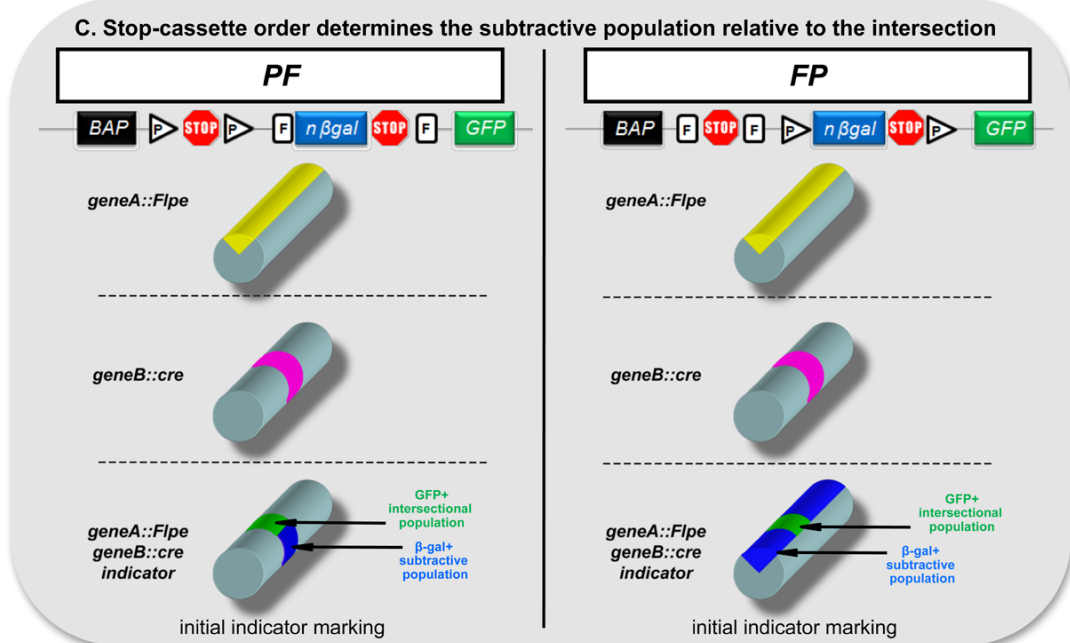 C. Stop-cassette order determines the subtractive population relative to the intersection
PF
BAP P STOP P F n βgal STOP F GFP
geneA::Flpe
geneB::cre
GFP+
intersectional
population
geneA::Flpe
geneB::cre
indicator
β-gal+
subtractive
population
initial indicator marking
FP
BAP F STOP F P n βgal STOP P GFP
geneA::Flpe
geneB::cre
GFP+
intersectional
population
geneA::Flpe
geneB::cre
indicator
β-gal+
subtractive
population
initial indicator marking